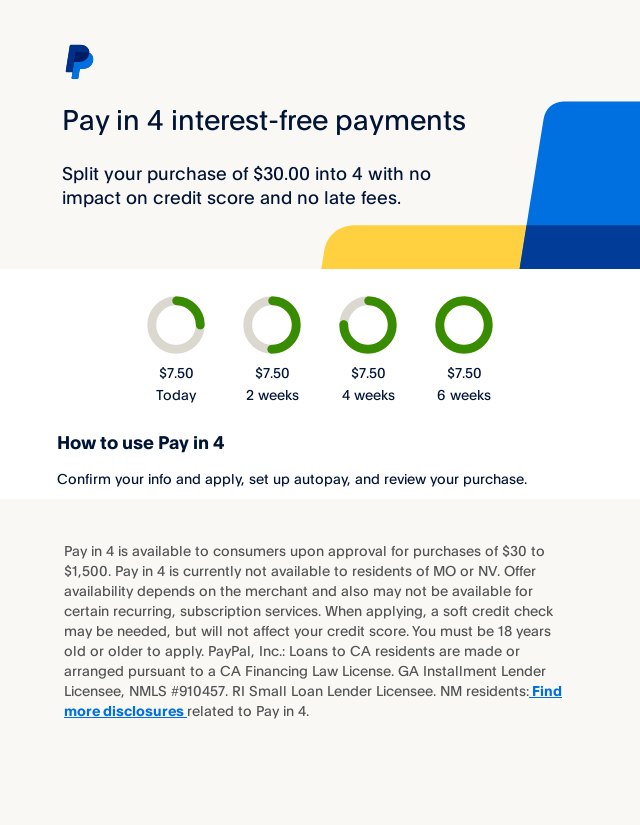 Pay in 4 interest-free payments
Split your purchase of $30.00 into 4 with no
impact on credit score and no late fees.
$7.50 $7.50 $7.50 $7.50
Today 2 weeks 4 weeks 6 weeks
How to use Pay in 4
Confirm your info and apply, set up autopay, and review your purchase.
Pay in 4 is available to consumers upon approval for purchases of $30 to
$1,500. Pay in 4 is currently not available to residents of MO or NV. Offer
availability depends on the merchant and also may not be available for
certain recurring, subscription services. When applying, a soft credit check
may be needed, but will not affect your credit score. You must be 18 years
old or older to apply. PayPal, Inc.: Loans to CA residents are made or
arranged pursuant to a CA Financing Law License. GA Installment Lender
Licensee, NMLS #910457. RI Small Loan Lender Licensee. NM residents: Find
more disclosures related to Pay in 4.